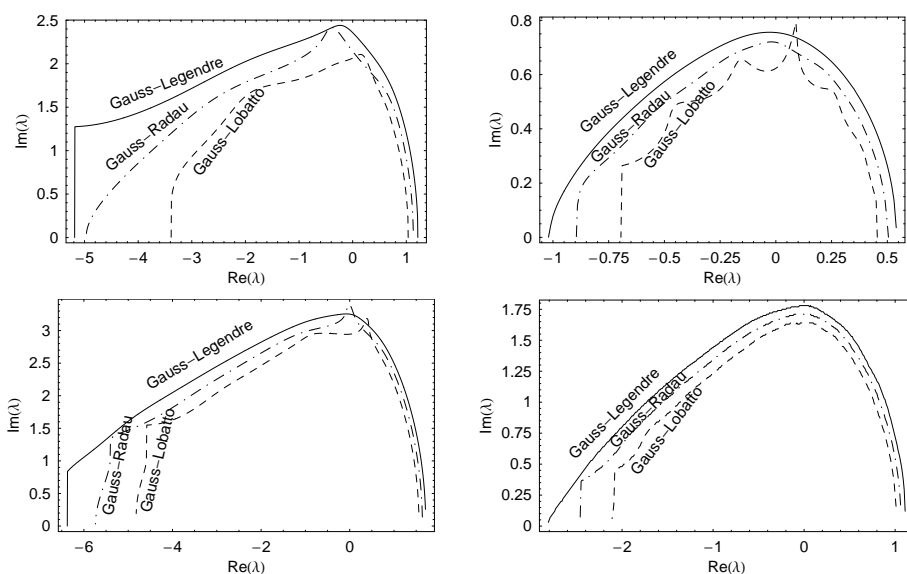 2.5
2
1.5
1
0.5
0
Im(λ)
Gauss–Legendre
Gauss–Radau
Gauss–Lobatto
−5 −4 −3 −2 −1 0 1
Re(λ)
0.8
0.6
0.4
0.2
0
Im(λ)
Gauss–Legendre
Gauss–Radau
Gauss–Lobatto
−1 −0.75 −0.5 −0.25 0 0.25 0.5
Re(λ)
3
2.5
2
1.5
1
0.5
0
Im(λ)
Gauss–Legendre
Gauss–Radau
Gauss–Lobatto
−6 −4 −2 0
Re(λ)
1.75
1.5
1.25
1
0.75
0.5
0.25
0
Im(λ)
Gauss–Legendre
Gauss–Radau
Gauss–Lobatto
−2 −1 0 1
Re(λ)